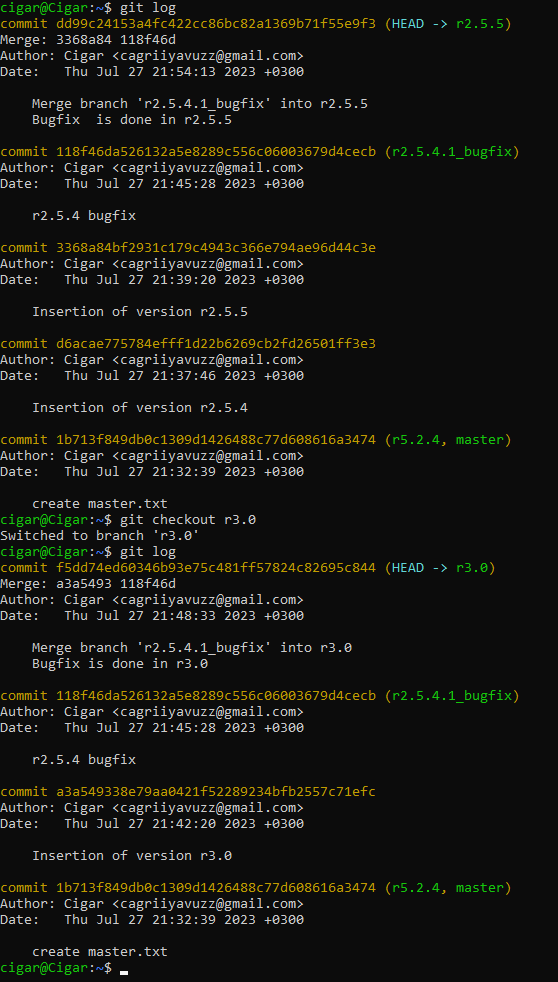 cigar@Cigar:~$ git log
commit dd99c24153a4fc422cc86bc82a1369b71f55e9f3 (HEAD -> r2.5.5)
Merge: 3368a84 118f46d
Author: Cigar <cagriiyavuzz@gmail.com>
Date:   Thu Jul 27 21:54:13 2023 +0300
    Merge branch 'r2.5.4.1_bugfix' into r2.5.5
    Bugfix  is done in r2.5.5
commit 118f46da526132a5e8289c556c06003679d4cecb (r2.5.4.1_bugfix)
Author: Cigar <cagriiyavuzz@gmail.com>
Date:   Thu Jul 27 21:45:28 2023 +0300
    r2.5.4 bugfix
commit 3368a84bf2931c179c4943c366e794ae96d44c3e
Author: Cigar <cagriiyavuzz@gmail.com>
Date:   Thu Jul 27 21:39:20 2023 +0300
    Insertion of version r2.5.5
commit d6acae775784efff1d22b6269cb2fd26501ff3e3
Author: Cigar <cagriiyavuzz@gmail.com>
Date:   Thu Jul 27 21:37:46 2023 +0300
    Insertion of version r2.5.4
commit 1b713f849db0c1309d1426488c77d608616a3474 (r5.2.4, master)
Author: Cigar <cagriiyavuzz@gmail.com>
Date:   Thu Jul 27 21:32:39 2023 +0300
    create master.txt
cigar@Cigar:~$ git checkout r3.0
Switched to branch 'r3.0'
cigar@Cigar:~$ git log
commit f5dd74ed60346b93e75c481ff57824c82695c844 (HEAD -> r3.0)
Merge: a3a5493 118f46d
Author: Cigar <cagriiyavuzz@gmail.com>
Date:   Thu Jul 27 21:48:33 2023 +0300
    Merge branch 'r2.5.4.1_bugfix' into r3.0
    Bugfix is done in r3.0
commit 118f46da526132a5e8289c556c06003679d4cecb (r2.5.4.1_bugfix)
Author: Cigar <cagriiyavuzz@gmail.com>
Date:   Thu Jul 27 21:45:28 2023 +0300
    r2.5.4 bugfix
commit a3a549338e79aa0421f52289234bfb2557c71efc
Author: Cigar <cagriiyavuzz@gmail.com>
Date:   Thu Jul 27 21:42:20 2023 +0300
    Insertion of version r3.0
commit 1b713f849db0c1309d1426488c77d608616a3474 (r5.2.4, master)
Author: Cigar <cagriiyavuzz@gmail.com>
Date:   Thu Jul 27 21:32:39 2023 +0300
    create master.txt
cigar@Cigar:~$